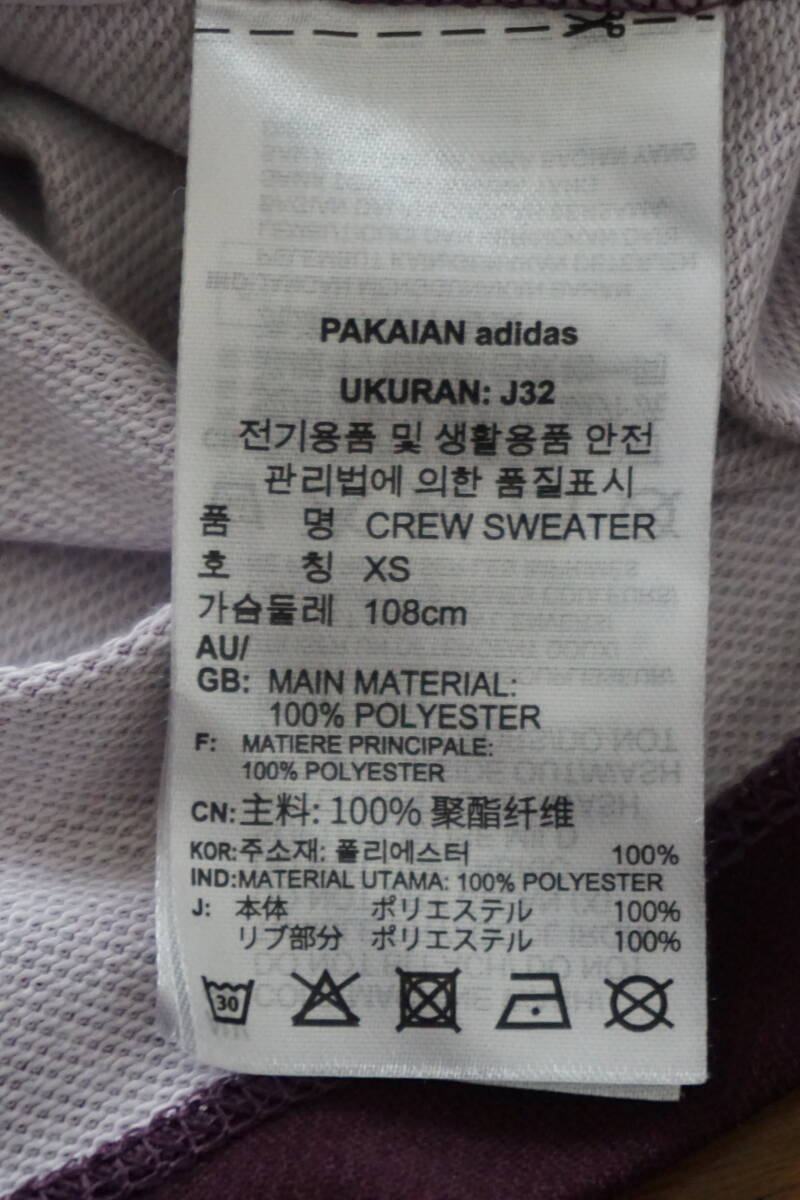 PAKAIAN adidas
UKURAN: J32
전기용품 및 생활용품 안전
관리법에 의한 품질표시
품 명 CREW SWEATER
호 칭 XS
가슴둘레 108cm
AU/
GB: MAIN MATERIAL:
100% POLYESTER
F: MATIERE PRINCIPALE:
100% POLYESTER
CN:主料: 100% 聚酯纤维
KOR:주소재: 폴리에스터 100%
IND:MATERIAL UTAMA: 100% POLYESTER
J: 本体 ポリエステル 100%
リブ部分 ポリエステル 100%
30